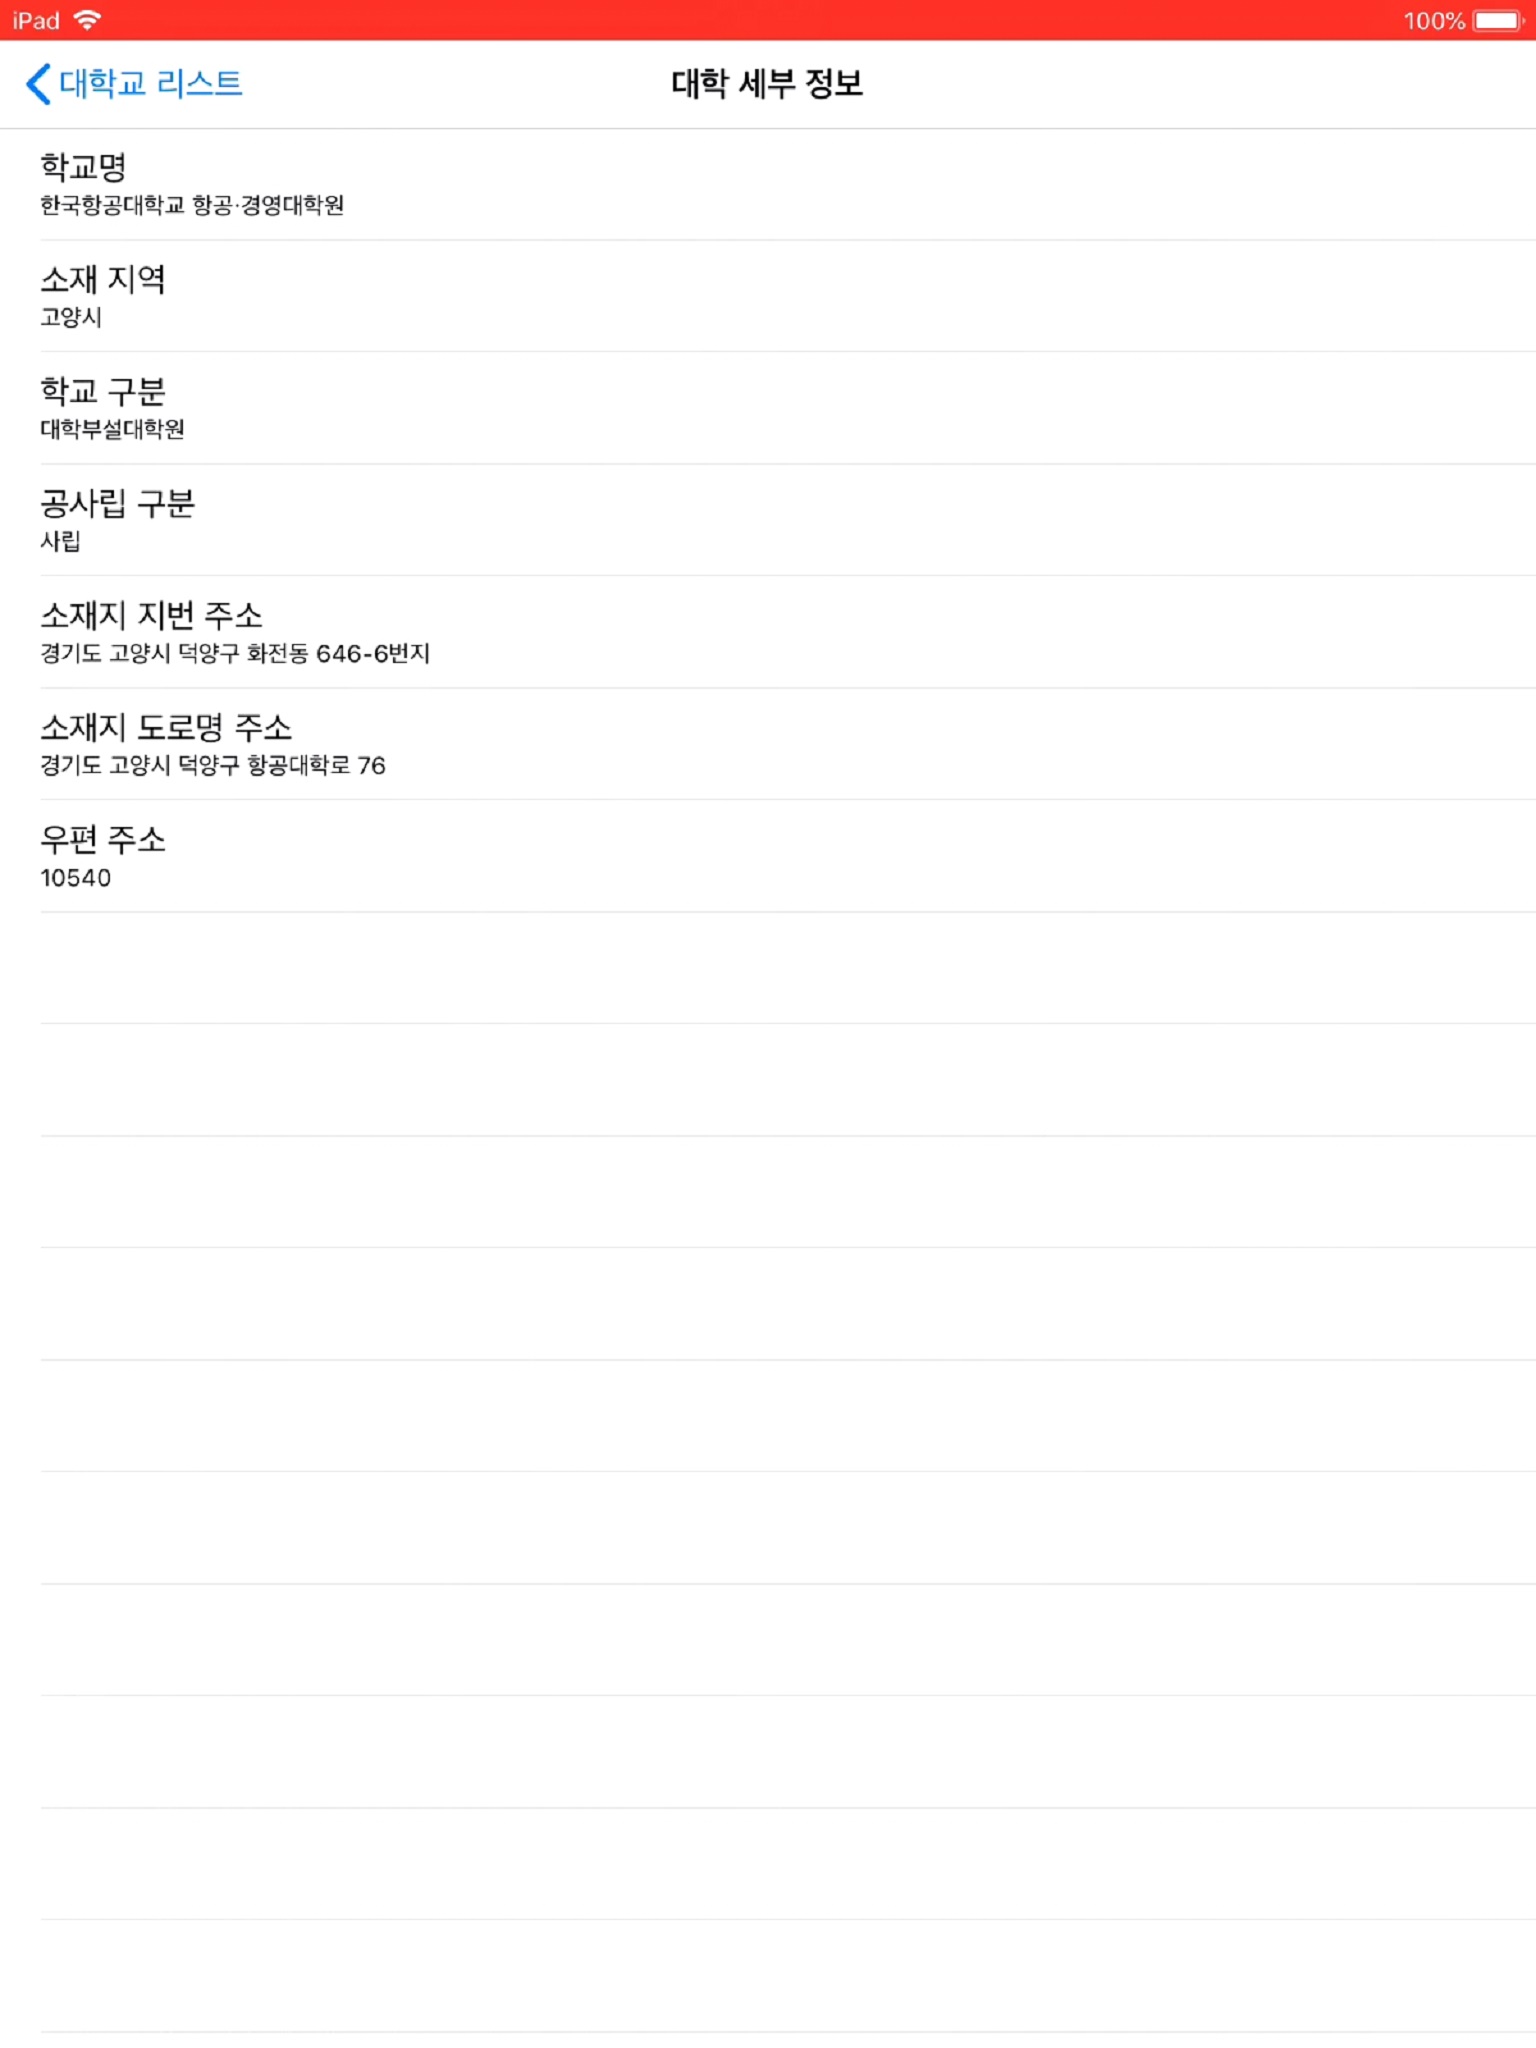 iPad
100%
대학교 리스트
대학 세부 정보
학교명
한국항공대학교 항공·경영대학원
소재 지역
고양시
학교 구분
대학부설대학원
공사립 구분
사립
소재지 지번 주소
경기도 고양시 덕양구 화전동 646-6번지
소재지 도로명 주소
경기도 고양시 덕양구 항공대학로 76
우편 주소
10540